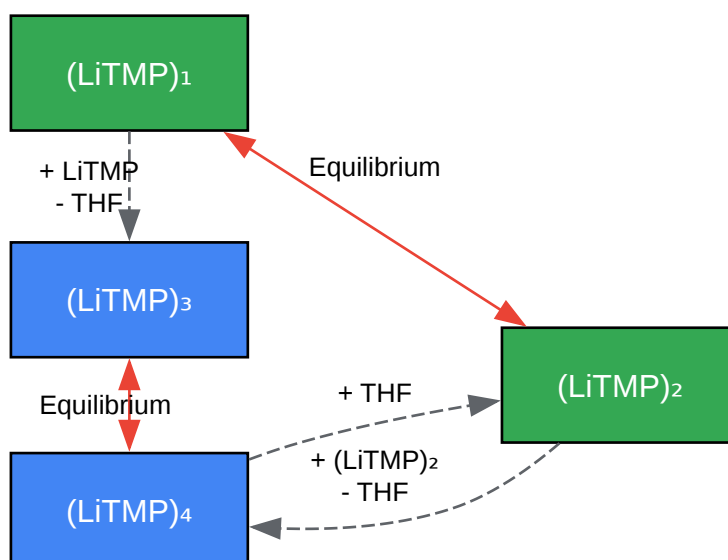 (LiTMP)₁
+ LiTMP
- THF
Equilibrium
(LiTMP)₃
Equilibrium
(LiTMP)₂
+ THF
+ (LiTMP)₂
- THF
(LiTMP)₄